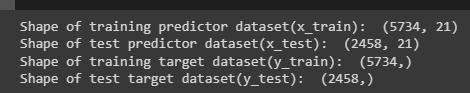 Shape of training predictor dataset(x_train):  (5734, 21)
Shape of test predictor dataset(x_test):  (2458, 21)
Shape of training target dataset(y_train):  (5734,)
Shape of test target dataset(y_test):  (2458,)